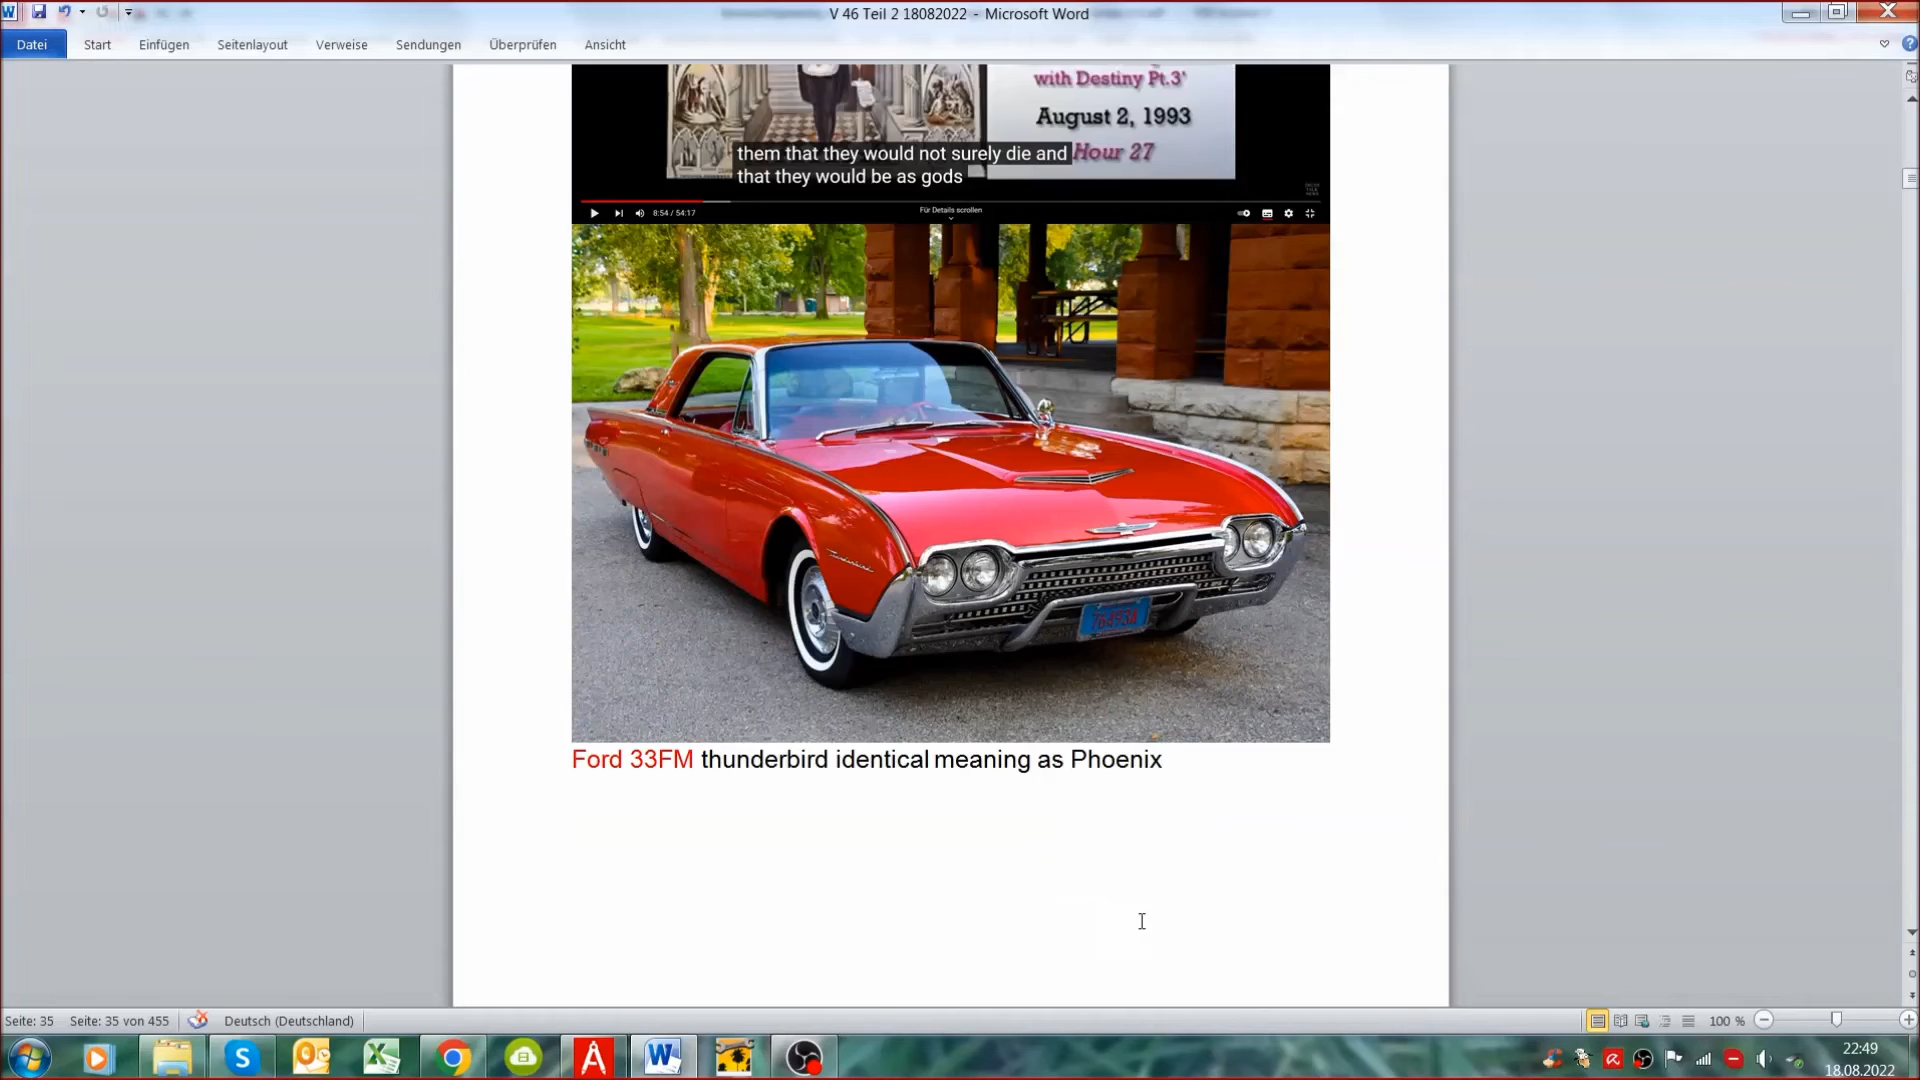 V 46 Teil 2 18082022 - Microsoft Word
Datei Start Einfügen Seitenlayout Verweise Sendungen Überprüfen Ansicht
with Destiny Pt.3'
August 2, 1993
Hour 27
them that they would not surely die and
that they would be as gods
8:54 / 54:17
Für Details scrollen
Thunderbird
Ford 33FM thunderbird identical meaning as Phoenix
Seite: 35 Seite: 35 von 455 Deutsch (Deutschland)
100 %
22:49
18.08.2022